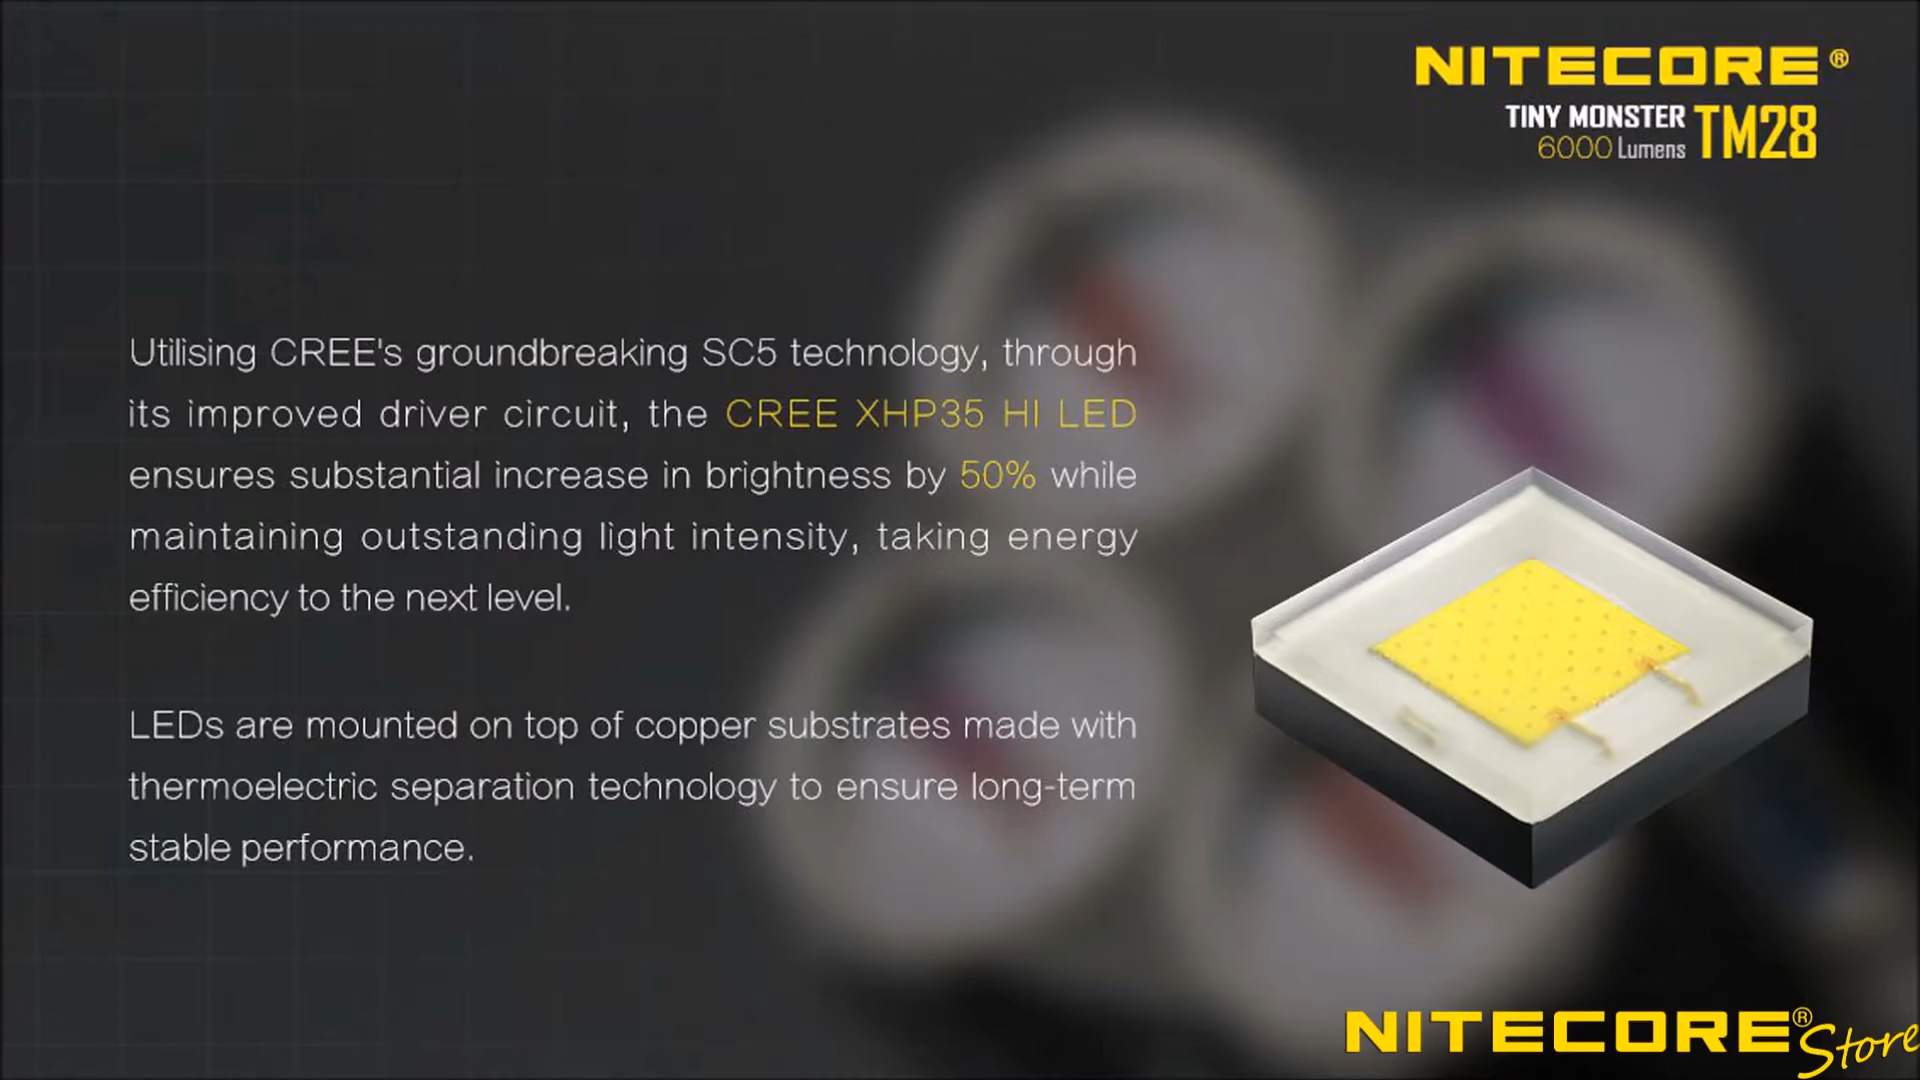 NITECORE®
TINY MONSTER TM28
6000 Lumens
Utilising CREE's groundbreaking SC5 technology, through
its improved driver circuit, the CREE XHP35 HI LED
ensures substantial increase in brightness by 50% while
maintaining outstanding light intensity, taking energy
efficiency to the next level.
LEDs are mounted on top of copper substrates made with
thermoelectric separation technology to ensure long-term
stable performance.
NITECORE® Store